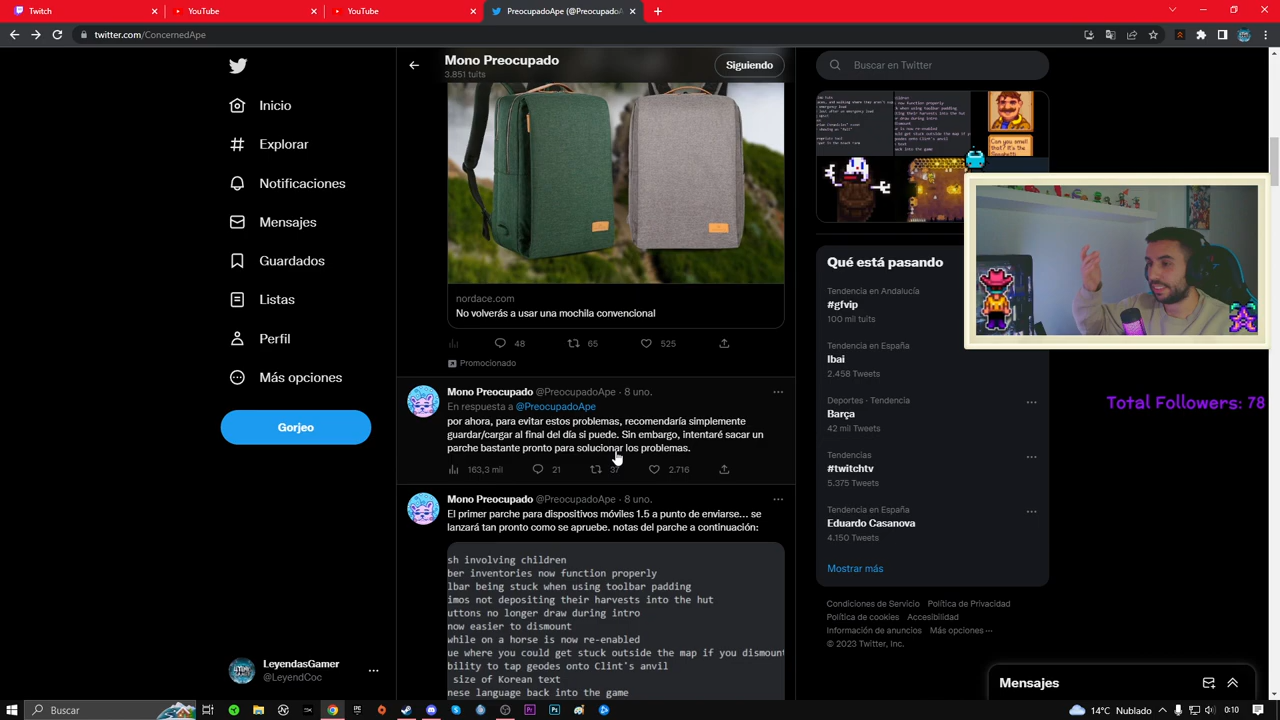 Twitch
YouTube
YouTube
PreocupadoApe (@Preocupado
twitter.com/ConcernedApe
Inicio
Explorar
Notificaciones
Mensajes
Guardados
Listas
Perfil
Más opciones
Gorjeo
LeyendasGamer
@LeyendCoc
Mono Preocupado
3.851 tuits
Siguiendo
nordace.com
No volverás a usar una mochila convencional
48 65 525
Promocionado
Mono Preocupado @PreocupadoApe · 8 uno.
En respuesta a @PreocupadoApe
por ahora, para evitar estos problemas, recomendaría simplemente
guardar/cargar al final del día si puede. Sin embargo, intentaré sacar un
parche bastante pronto para solucionar los problemas.
163,3 mil 21 37 2.716
Mono Preocupado @PreocupadoApe · 8 uno.
El primer parche para dispositivos móviles 1.5 a punto de enviarse... se
lanzará tan pronto como se apruebe. notas del parche a continuación:
sh involving children
ber inventories now function properly
lbar being stuck when using toolbar padding
imos not depositing their harvests into the hut
uttons no longer draw during intro
now easier to dismount
while on a horse is now re-enabled
ue where you could get stuck outside the map if you dismount
bility to tap geodes onto Clint's anvil
size of Korean text
nese language back into the game
Buscar en Twitter
Can you
smell
that? It's the
Qué está pasando
Tendencia en Andalucía
#gfvip
100 mil tuits
Tendencia en España
Ibai
2.458 Tweets
Deportes · Tendencia
Barça
42 mil Tweets
Tendencias
#twitchtv
5.375 Tweets
Tendencia en España
Eduardo Casanova
4.150 Tweets
Mostrar más
Condiciones de Servicio Política de Privacidad
Política de cookies Accesibilidad
Información de anuncios Más opciones ···
© 2023 Twitter, Inc.
Total Followers: 78
Mensajes
Buscar
14°C Nublado
0:10